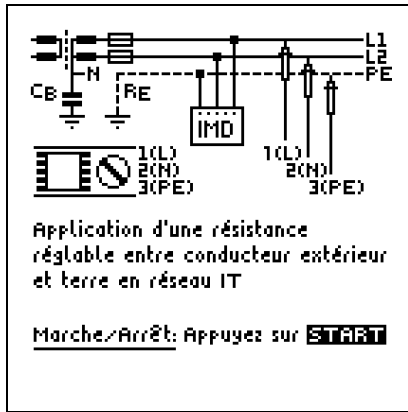 L1
L2
PE
N
CB
RE
IMD
1(L)
2(N)
3(PE)
1(L)
2(N)
3(PE)
Application d'une résistance
réglable entre conducteur extérieur
et terre en réseau IT
Marche/Arrêt: Appuyez sur START